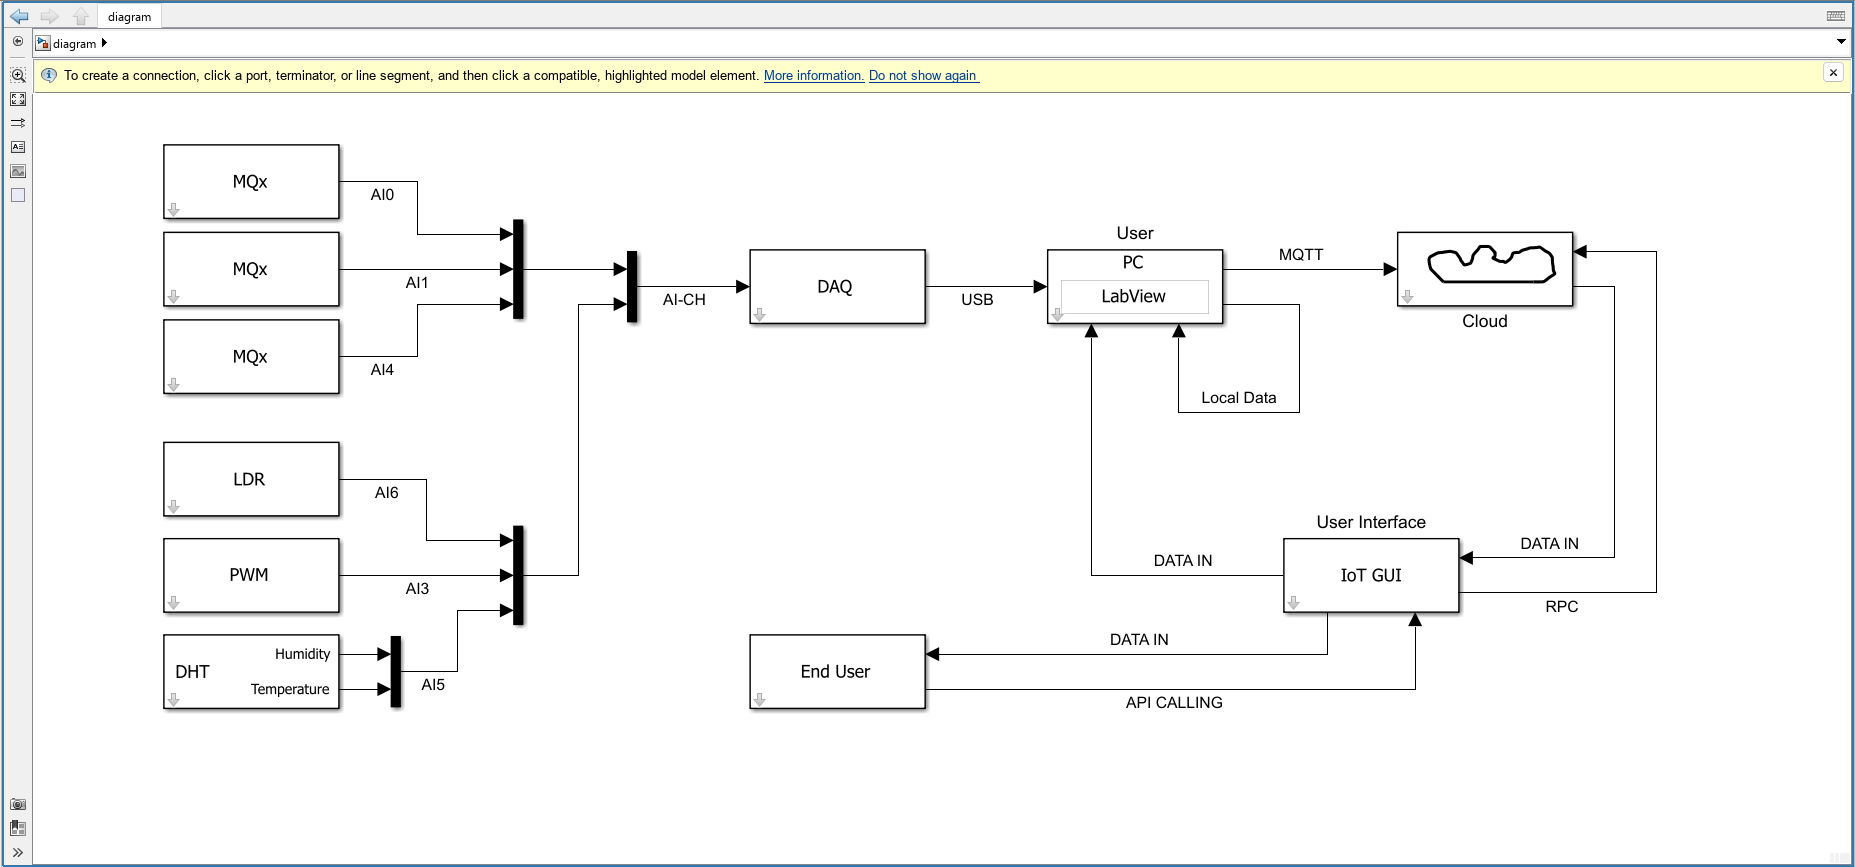 diagram
diagram
To create a connection, click a port, terminator, or line segment, and then click a compatible, highlighted model element. More information. Do not show again
MQx
AI0
MQx
AI1
MQx
AI4
LDR
AI6
PWM
AI3
DHT
Humidity
Temperature
AI5
AI-CH
DAQ
USB
User
PC
LabView
MQTT
Cloud
Local Data
User Interface
IoT GUI
DATA IN
DATA IN
RPC
End User
DATA IN
API CALLING